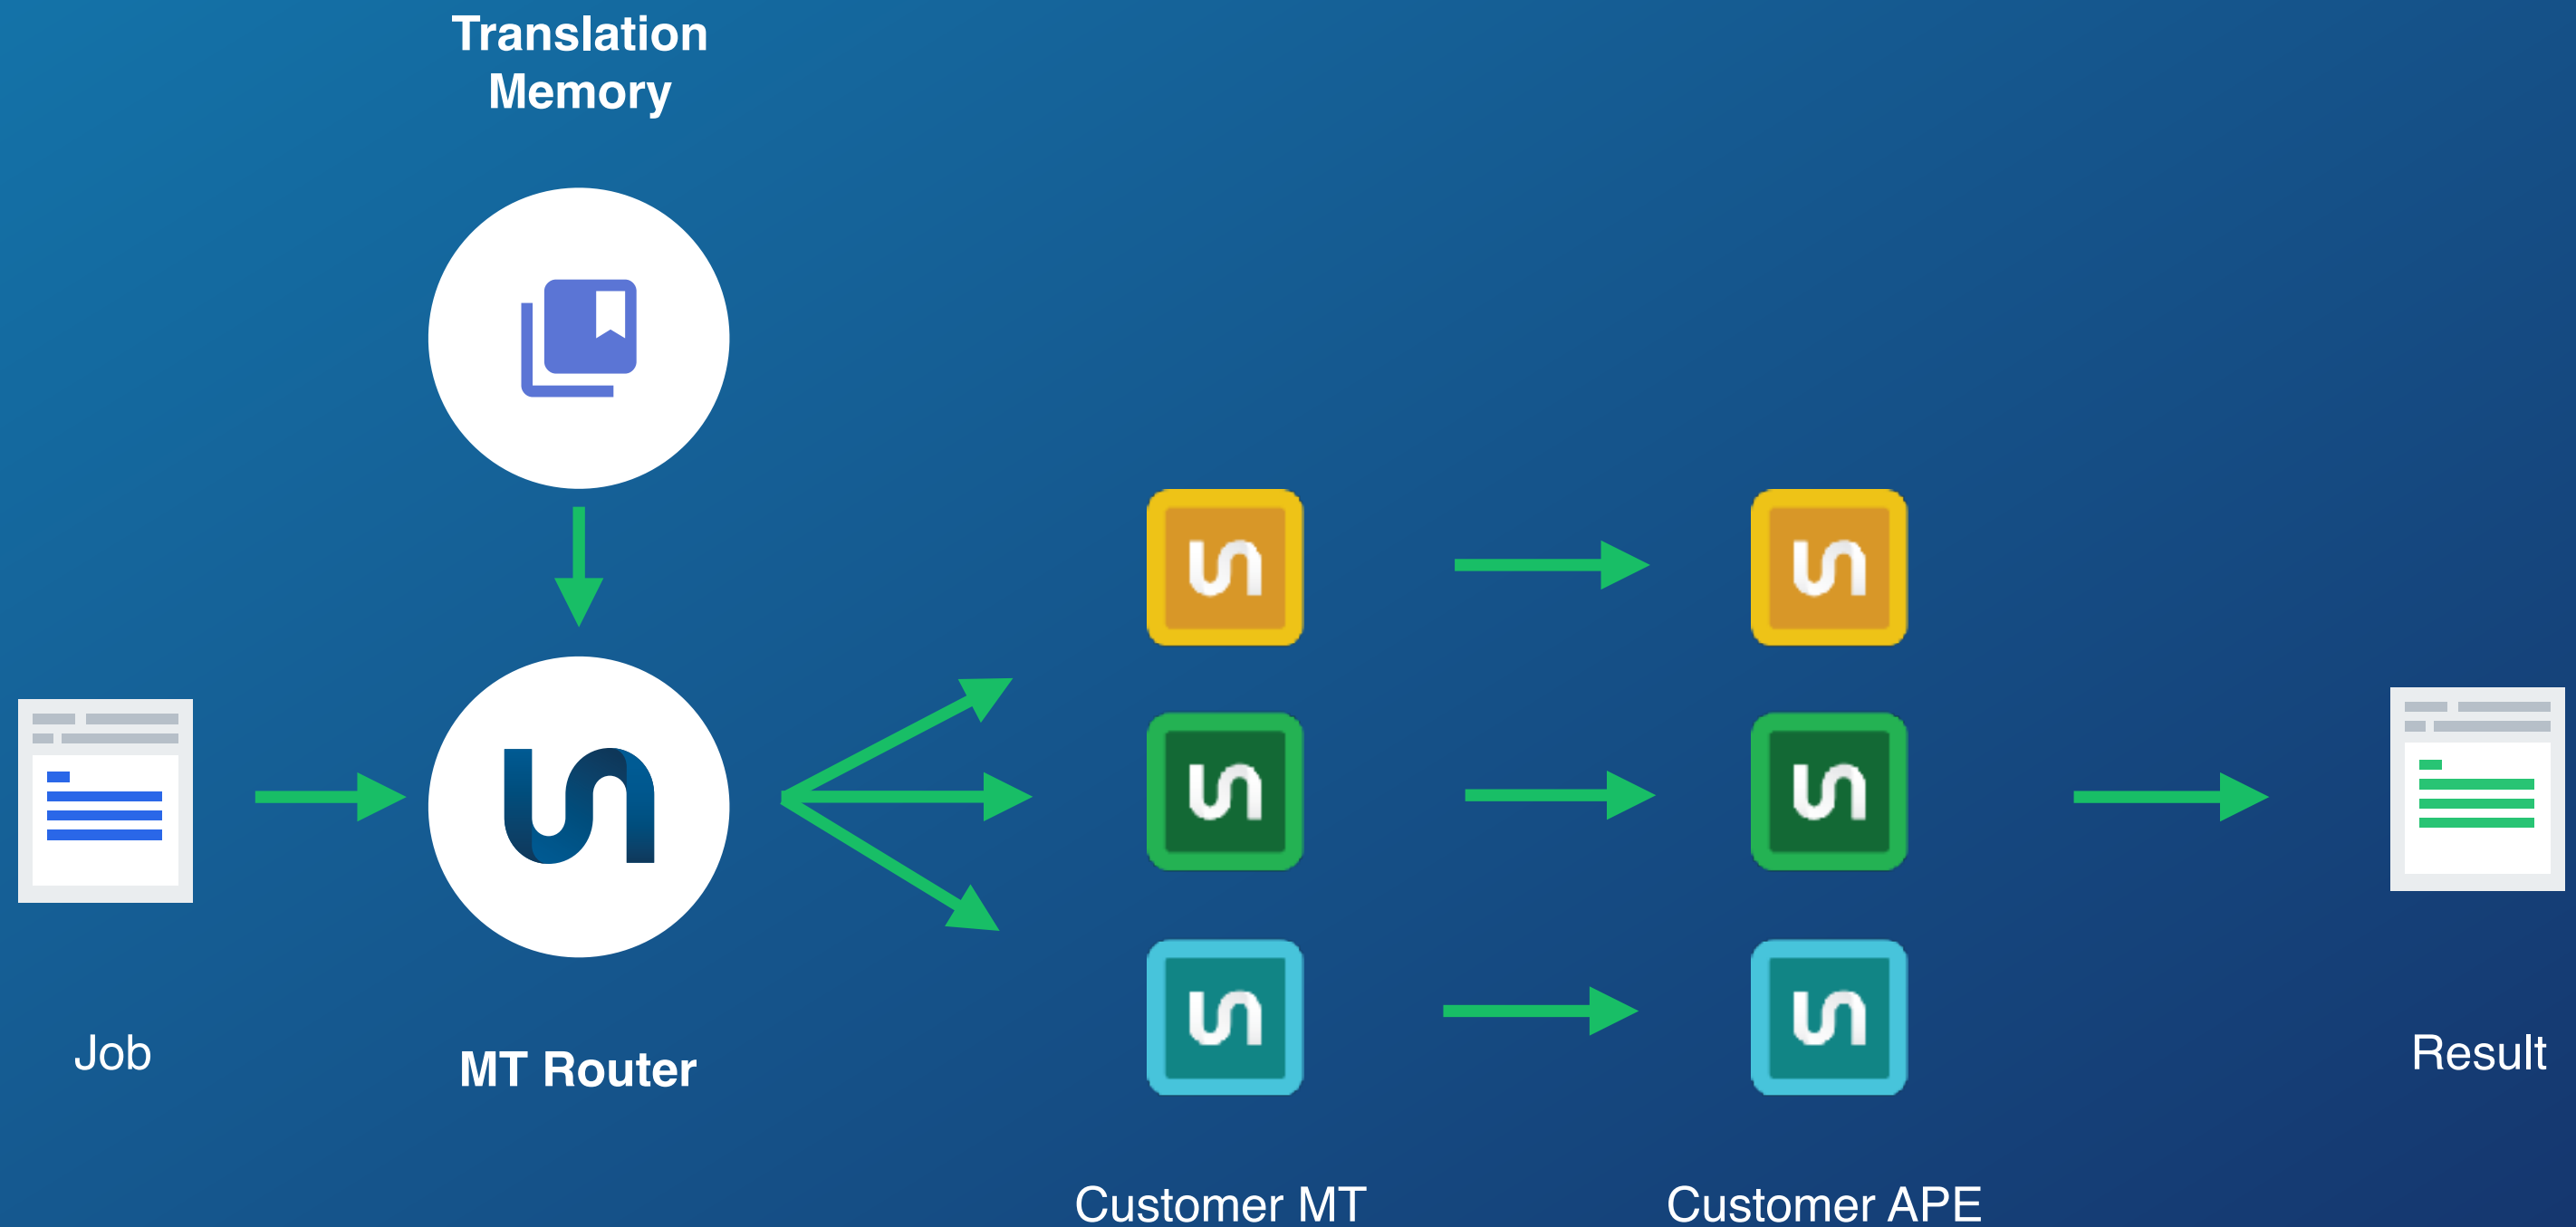 Translation
Memory
Job
MT Router
Customer MT
Customer APE
Result